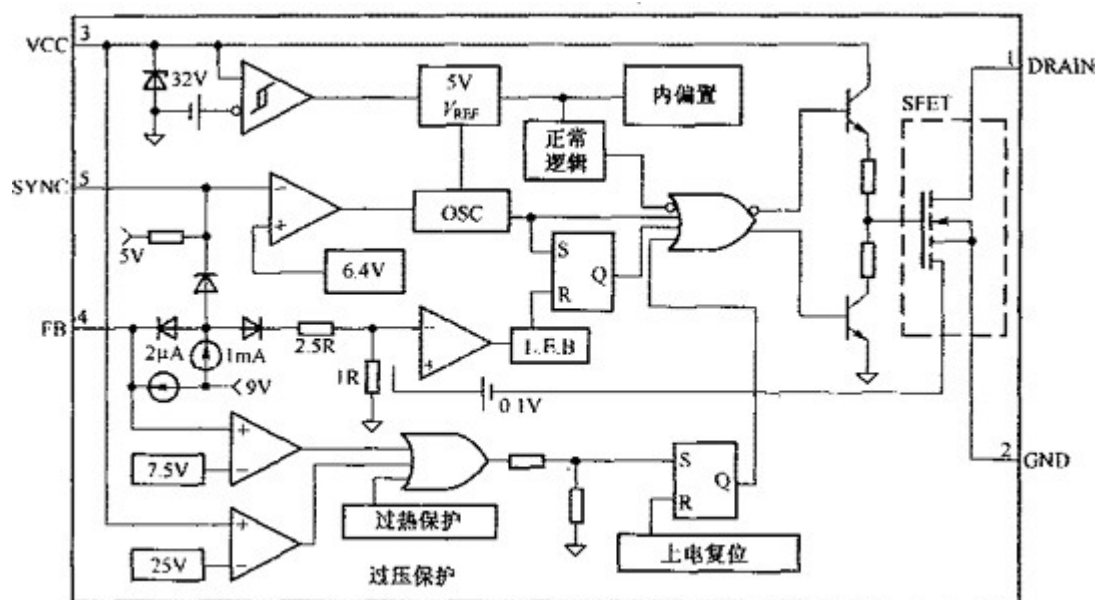 VCC 3
32V
5V
VREF
内偏置
正常
逻辑
1
DRAIN
SFET
SYNC 5
−
+
OSC
5V
6.4V
S
Q
R
FB 4
2μA
1mA
2.5R
−
+
L.E.B
9V
1R
0.1V
+
7.5V
−
S
Q
R
2
GND
过热保护
+
25V
−
过压保护
上电复位